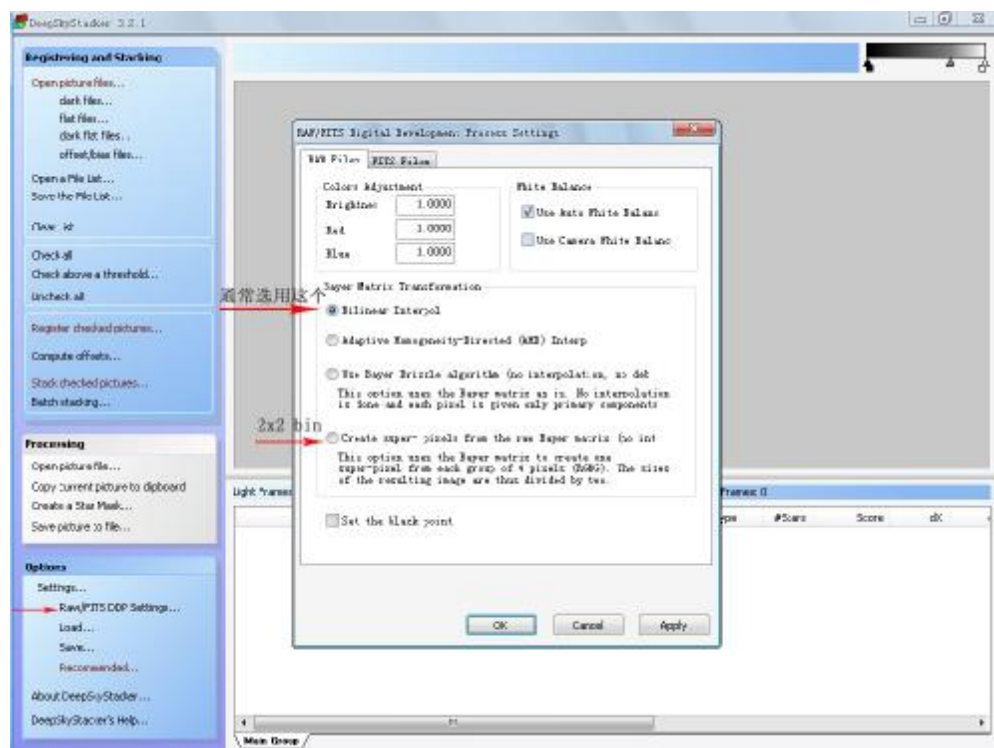 DeepSkyStacker 3.2.1
Registering and Stacking
Open picture files...
dark files...
flat files...
dark flat files...
offset/bias files...
Open a File List...
Save the File List...
Check all
Check above a threshold...
Uncheck all
Register checked pictures...
Compute offsets...
Stack checked pictures...
Batch stacking...
Processing
Open picture file...
Copy current picture to clipboard
Create a Star Mask...
Save picture to file...
Options
Settings...
Raw/FITS DDP Settings...
Load...
Save...
Recommended...
About DeepSkyStacker...
DeepSkyStacker's Help...
RAW/FITS Digital Development Process Settings
RAW Files
FITS Files
Colors Adjustment
Brightnes 1.0000
Red 1.0000
Blue 1.0000
White Balance
Use Auto White Balanc
Use Camera White Balanc
Bayer Matrix Transformation
通常选用这个
Bilinear Interpol
Adaptive Homogeneity-Directed (AHD) Interp
Use Bayer Drizzle algorithm (no interpolation, no deb
This option uses the Bayer matrix as is. No interpolation
is done and each pixel is given only primary components
2x2 bin
Create super- pixels from the raw Bayer matrix (no int
This option uses the Bayer matrix to create one
super-pixel from each group of 4 pixels (RGBG). The sizes
of the resulting image are thus divided by two.
Set the black point
OK
Cancel
Apply
Light frames
Frames: 0
#Stars
Score
dX
Main Group